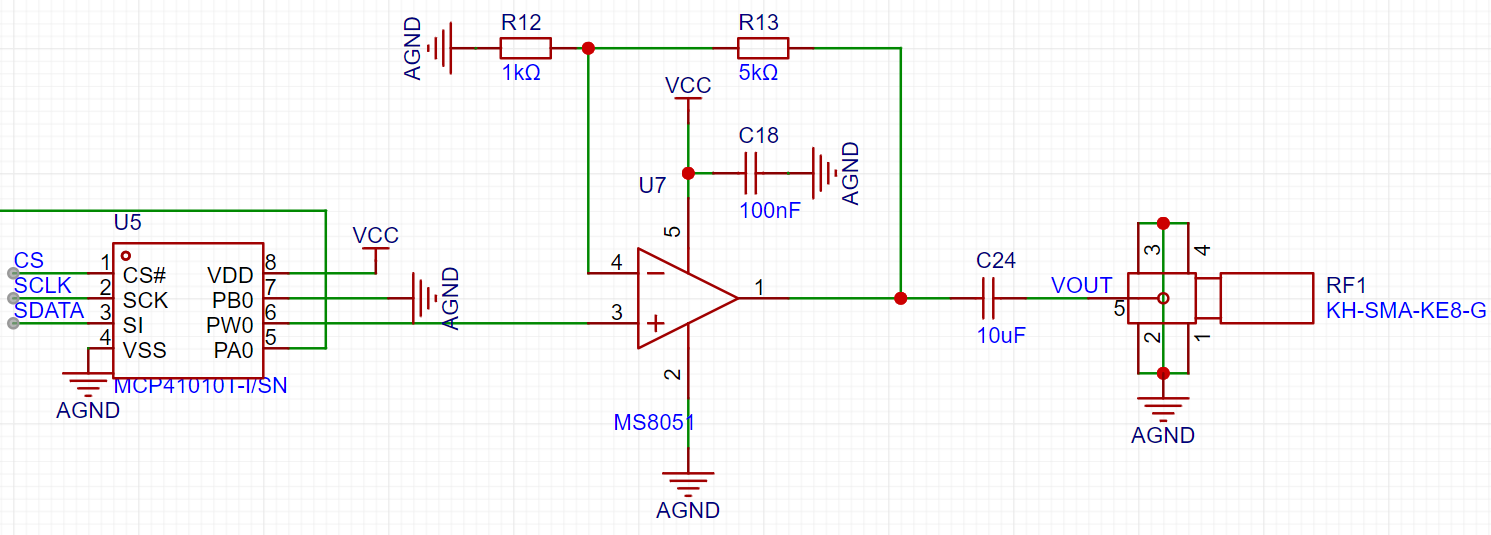 R12
R13
AGND
1kΩ
5kΩ
VCC
C18
AGND
U7
100nF
5
U5
VCC
CS
1
CS#
VDD
8
SCLK
2
SCK
PB0
7
AGND
SDATA
3
SI
PW0
6
4
VSS
PA0
5
MCP41010T-I/SN
AGND
4
3
1
2
MS8051
AGND
C24
10uF
VOUT
5
3
4
2
1
RF1
KH-SMA-KE8-G
AGND